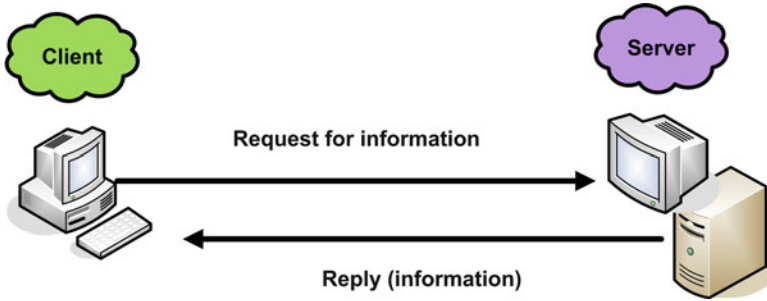 Client
Server
Request for information
Reply (information)